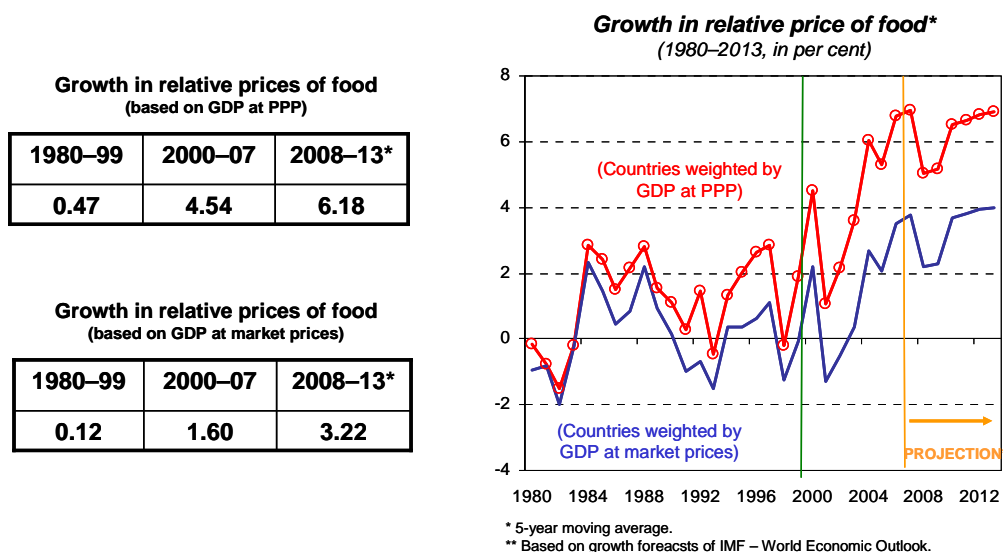 Growth in relative prices of food
(based on GDP at PPP)
1980–99 2000–07 2008–13*
0.47 4.54 6.18
Growth in relative prices of food
(based on GDP at market prices)
1980–99 2000–07 2008–13*
0.12 1.60 3.22
Growth in relative price of food*
(1980–2013, in per cent)
8
6
4
2
0
-2
-4
(Countries weighted by
GDP at PPP)
(Countries weighted by
GDP at market prices)
PROJECTION
1980 1984 1988 1992 1996 2000 2004 2008 2012
* 5-year moving average.
** Based on growth foreacsts of IMF – World Economic Outlook.